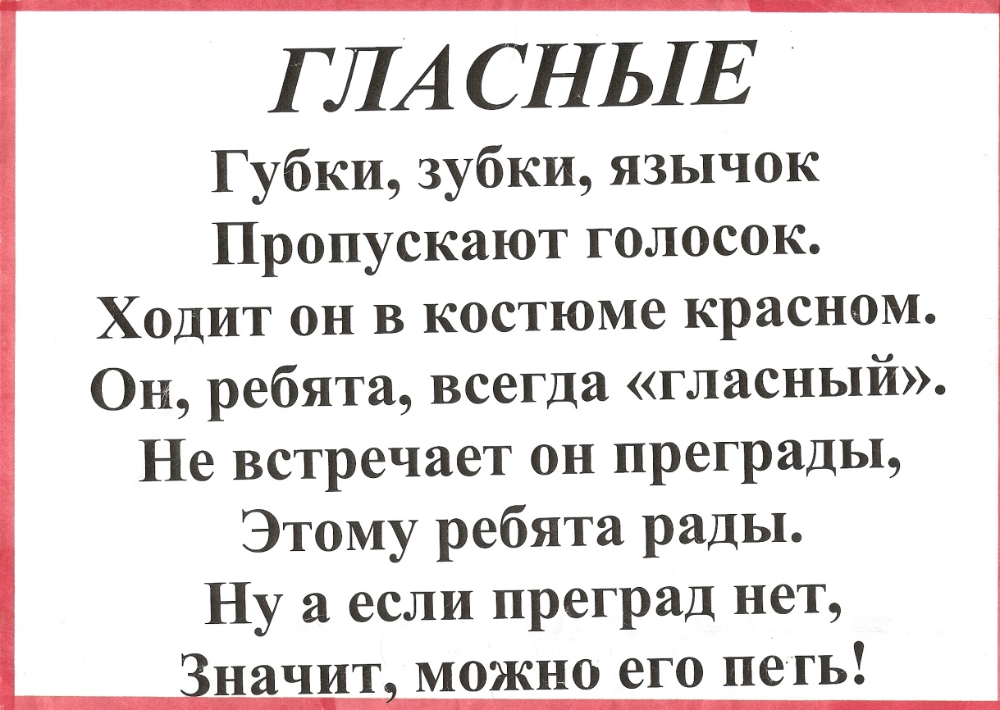 ГЛАСНЫЕ
Губки, зубки, язычок
Пропускают голосок.
Ходит он в костюме красном.
Он, ребята, всегда «гласный».
Не встречает он преграды,
Этому ребята рады.
Ну а если преград нет,
Значит, можно его петь!